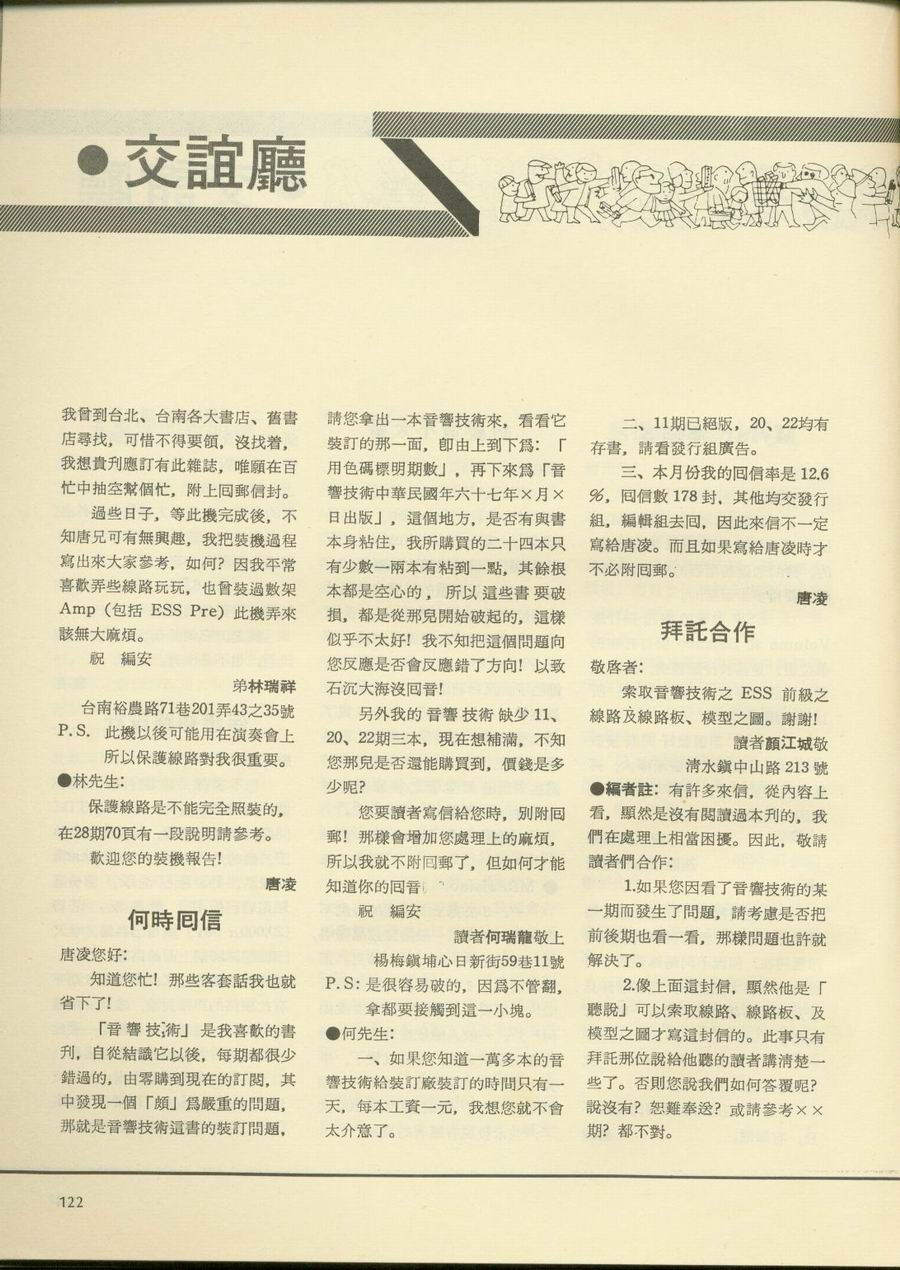 ●交誼廳
我曾到台北、台南各大書店、舊書
店尋找，可惜不得要領，沒找着，
我想貴刋應訂有此雜誌，唯願在百
忙中抽空幫個忙，附上囘郵信封。
過些日子，等此機完成後，不
知唐兄可有無興趣，我把裝機過程
寫出來大家參考，如何？因我平常
喜歡弄些線路玩玩，也曾裝過數架
Amp (包括 ESS Pre) 此機弄來
該無大麻煩。
祝　編安
弟林瑞祥
台南裕農路71巷201弄43之35號
P.S. 此機以後可能用在演奏會上
所以保護線路對我很重要。
●林先生：
保護線路是不能完全照裝的，
在28期70頁有一段說明請參考。
歡迎您的裝機報告！
唐凌
何時囘信
唐凌您好：
知道您忙！那些客套話我也就
省下了！
「音響技術」是我喜歡的書
刋，自從結識它以後，每期都很少
錯過的，由零購到現在的訂閱，其
中發現一個「頗」爲嚴重的問題，
那就是音響技術這書的裝訂問題，
請您拿出一本音響技術來，看看它
裝訂的那一面，卽由上到下爲：「
用色碼標明期數」，再下來爲「音
響技術中華民國年六十七年×月×
日出版」，這個地方，是否有與書
本身粘住，我所購買的二十四本只
有少數一兩本有粘到一點，其餘根
本都是空心的，所以這些書要破
損，都是從那兒開始破起的，這樣
似乎不太好！我不知把這個問題向
您反應是否會反應錯了方向！以致
石沉大海沒囘音！
另外我的音響技術缺少11、
20、22期三本，現在想補滿，不知
您那兒是否還能購買到，價錢是多
少呢？
您要讀者寫信給您時，別附囘
郵！那樣會增加您處理上的麻煩，
所以我就不附囘郵了，但如何才能
知道你的囘音
祝　編安
讀者何瑞龍敬上
楊梅鎭埔心日新街59巷11號
P.S：是很容易破的，因爲不管翻，
拿都要接觸到這一小塊。
●何先生：
一、如果您知道一萬多本的音
響技術給裝訂廠裝訂的時間只有一
天，每本工資一元，我想您就不會
太介意了。
二、11期已絕版，20、22均有
存書，請看發行組廣告。
三、本月份我的囘信率是12.6
％，囘信數178封，其他均交發行
組，編輯組去囘，因此來信不一定
寫給唐凌。而且如果寫給唐凌時才
不必附囘郵。
唐凌
拜託合作
敬啓者：
索取音響技術之 ESS 前級之
線路及線路板、模型之圖。謝謝！
讀者顏江城敬
淸水鎭中山路213號
●編者註：有許多來信，從內容上
看，顯然是沒有閱讀過本刋的，我
們在處理上相當困擾。因此，敬請
讀者們合作：
1.如果您因看了音響技術的某
一期而發生了問題，請考慮是否把
前後期也看一看，那樣問題也許就
解決了。
2.像上面這封信，顯然他是「
聽說」可以索取線路、線路板、及
模型之圖才寫這封信的。此事只有
拜託那位說給他聽的讀者講淸楚一
些了。否則您說我們如何答覆呢？
說沒有？恕難奉送？或請參考××
期？都不對。
122